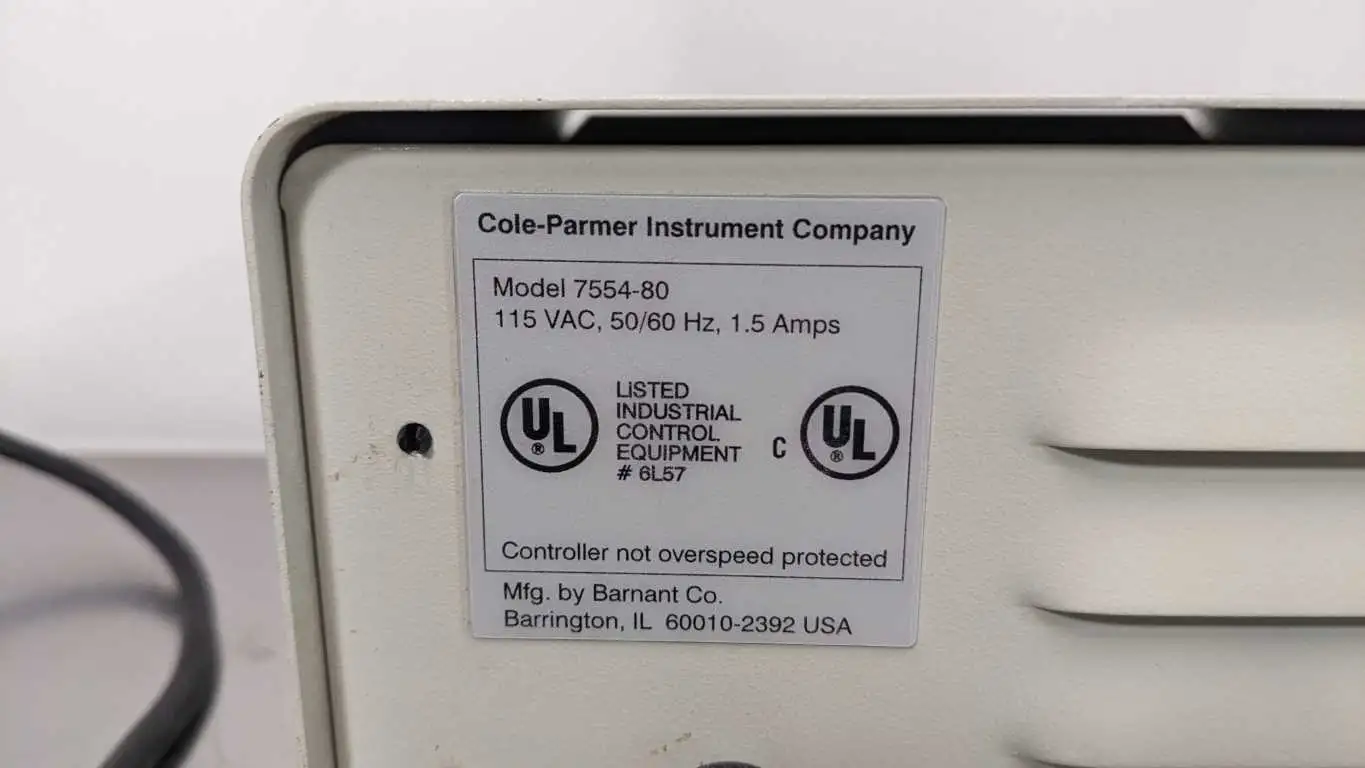 Cole-Parmer Instrument Company
Model 7554-80
115 VAC, 50/60 Hz, 1.5 Amps
UL
®
LISTED
INDUSTRIAL
CONTROL
EQUIPMENT
# 6L57
C UL
®
Controller not overspeed protected
Mfg. by Barnant Co.
Barrington, IL 60010-2392 USA